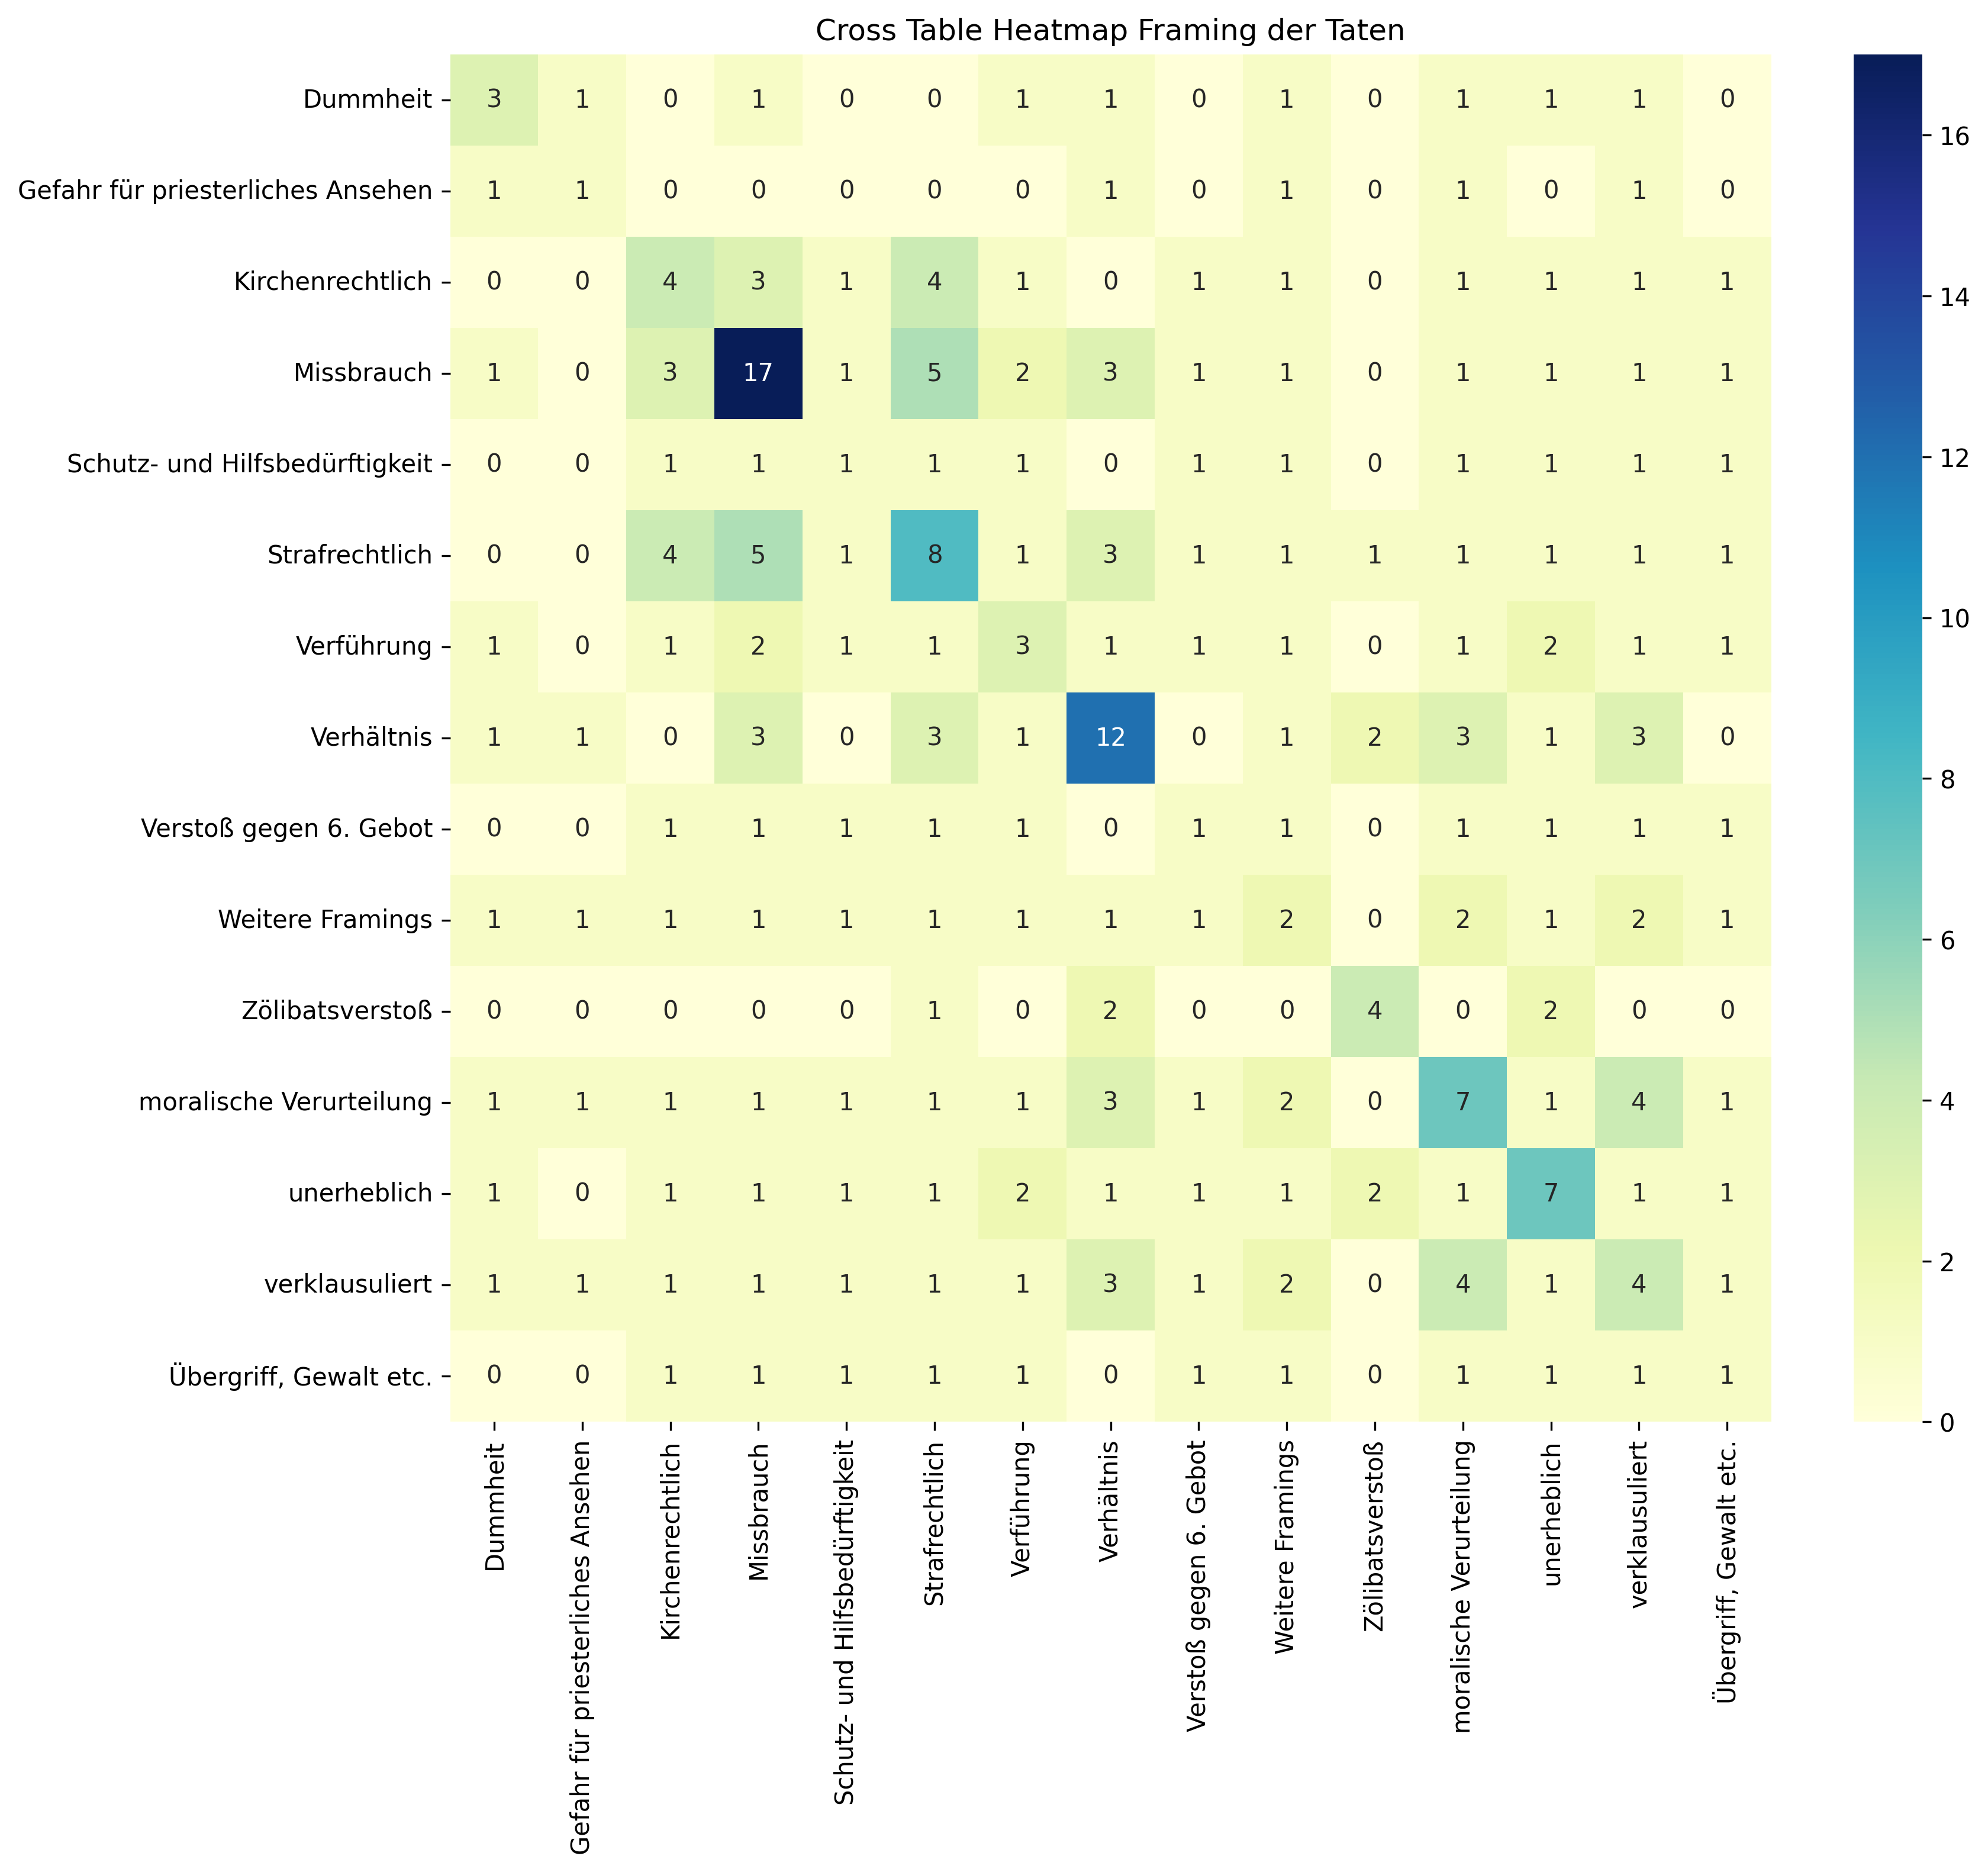 Cross Table Heatmap Framing der Taten
Dummheit 3 1 0 1 0 0 1 1 0 1 0 1 1 1 0
Gefahr für priesterliches Ansehen 1 1 0 0 0 0 0 1 0 1 0 1 0 1 0
Kirchenrechtlich 0 0 4 3 1 4 1 0 1 1 0 1 1 1 1
Missbrauch 1 0 3 17 1 5 2 3 1 1 0 1 1 1 1
Schutz- und Hilfsbedürftigkeit 0 0 1 1 1 1 1 0 1 1 0 1 1 1 1
Strafrechtlich 0 0 4 5 1 8 1 3 1 1 1 1 1 1 1
Verführung 1 0 1 2 1 1 3 1 1 1 0 1 2 1 1
Verhältnis 1 1 0 3 0 3 1 12 0 1 2 3 1 3 0
Verstoß gegen 6. Gebot 0 0 1 1 1 1 1 0 1 1 0 1 1 1 1
Weitere Framings 1 1 1 1 1 1 1 1 1 2 0 2 1 2 1
Zölibatsverstoß 0 0 0 0 0 1 0 2 0 0 4 0 2 0 0
moralische Verurteilung 1 1 1 1 1 1 1 3 1 2 0 7 1 4 1
unerheblich 1 0 1 1 1 1 2 1 1 1 2 1 7 1 1
verklausuliert 1 1 1 1 1 1 1 3 1 2 0 4 1 4 1
Übergriff, Gewalt etc. 0 0 1 1 1 1 1 0 1 1 0 1 1 1 1
Dummheit
Gefahr für priesterliches Ansehen
Kirchenrechtlich
Missbrauch
Schutz- und Hilfsbedürftigkeit
Strafrechtlich
Verführung
Verhältnis
Verstoß gegen 6. Gebot
Weitere Framings
Zölibatsverstoß
moralische Verurteilung
unerheblich
verklausuliert
Übergriff, Gewalt etc.
16
14
12
10
8
6
4
2
0